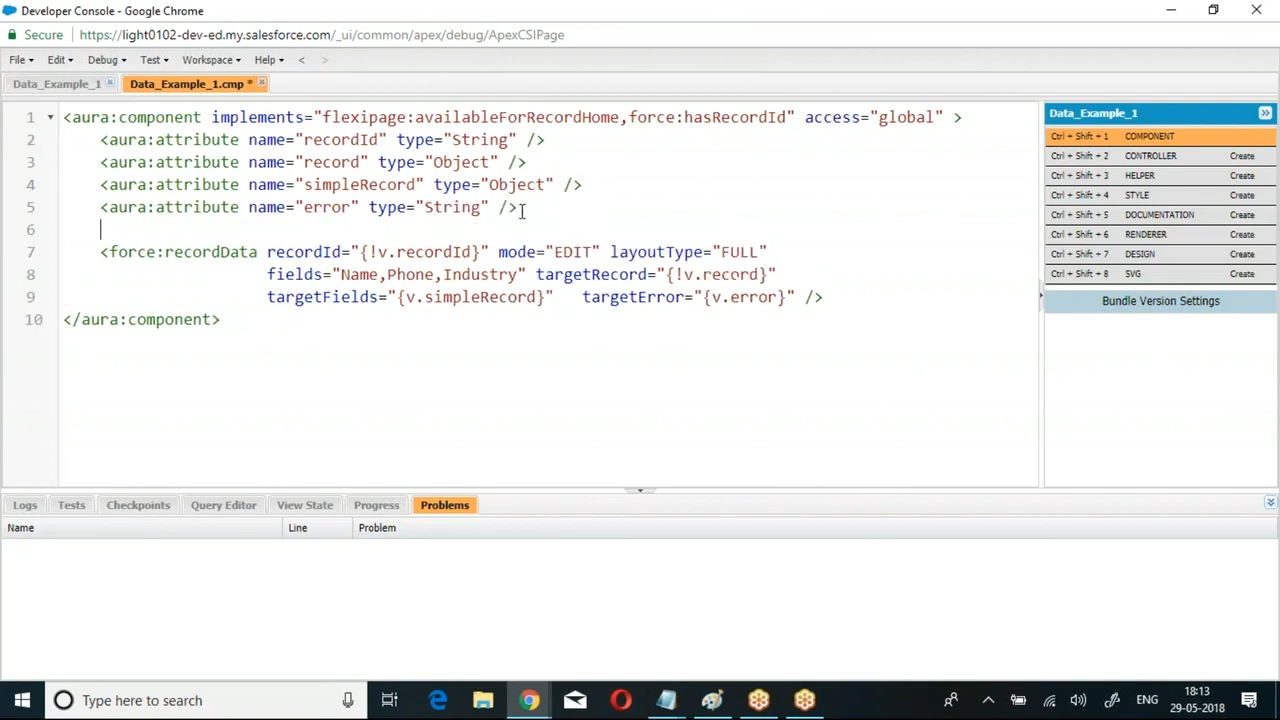 Developer Console - Google Chrome
Secure https://light0102-dev-ed.my.salesforce.com/_ui/common/apex/debug/ApexCSIPage
File Edit Debug Test Workspace Help < >
Data_Example_1 Data_Example_1.cmp *
1 <aura:component implements="flexipage:availableForRecordHome,force:hasRecordId" access="global" >
2 <aura:attribute name="recordId" type="String" />
3 <aura:attribute name="record" type="Object" />
4 <aura:attribute name="simpleRecord" type="Object" />
5 <aura:attribute name="error" type="String" />
6
7 <force:recordData recordId="{!v.recordId}" mode="EDIT" layoutType="FULL"
8 fields="Name,Phone,Industry" targetRecord="{!v.record}"
9 targetFields="{v.simpleRecord}" targetError="{v.error}" />
10 </aura:component>
Data_Example_1
Ctrl + Shift + 1 COMPONENT
Ctrl + Shift + 2 CONTROLLER Create
Ctrl + Shift + 3 HELPER Create
Ctrl + Shift + 4 STYLE Create
Ctrl + Shift + 5 DOCUMENTATION Create
Ctrl + Shift + 6 RENDERER Create
Ctrl + Shift + 7 DESIGN Create
Ctrl + Shift + 8 SVG Create
Bundle Version Settings
Logs Tests Checkpoints Query Editor View State Progress Problems
Name Line Problem
Type here to search
ENG
18:13
29-05-2018